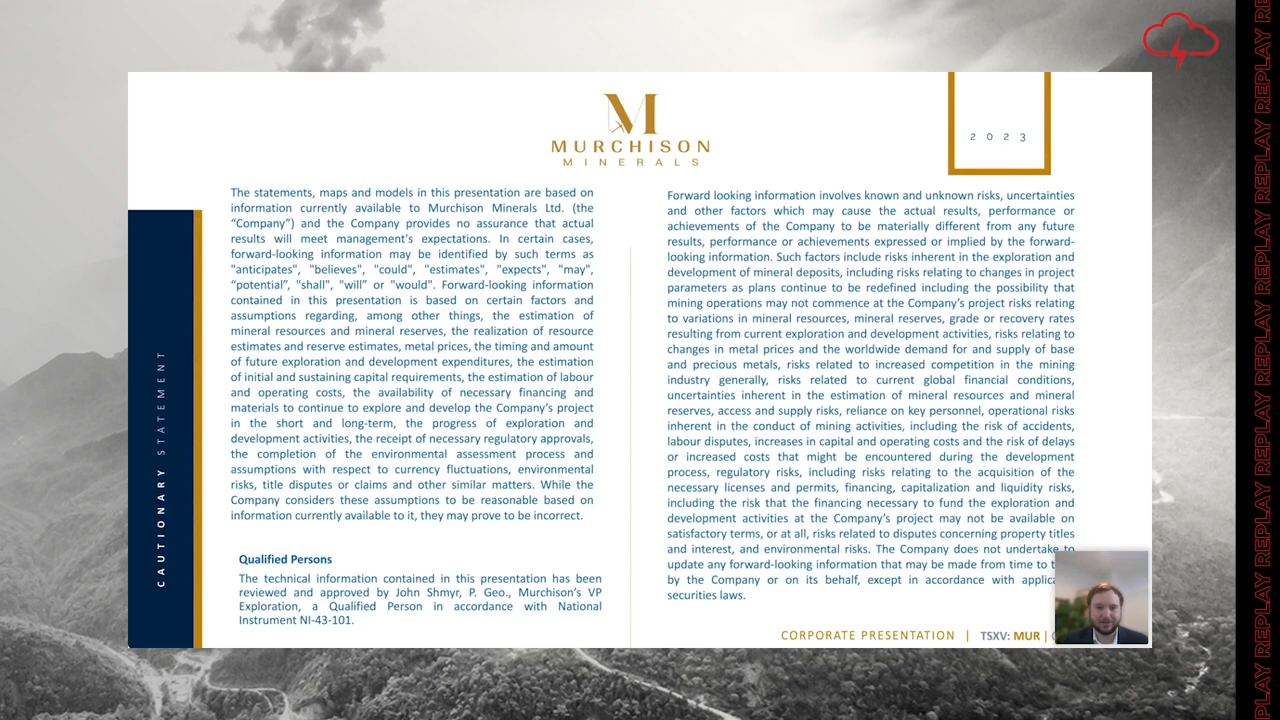 MURCHISON
MINERALS
2023
CAUTIONARY STATEMENT
The statements, maps and models in this presentation are based on
information currently available to Murchison Minerals Ltd. (the
“Company”) and the Company provides no assurance that actual
results will meet management's expectations. In certain cases,
forward-looking information may be identified by such terms as
"anticipates", "believes", "could", "estimates", "expects", "may",
“potential”, "shall", "will” or "would". Forward-looking information
contained in this presentation is based on certain factors and
assumptions regarding, among other things, the estimation of
mineral resources and mineral reserves, the realization of resource
estimates and reserve estimates, metal prices, the timing and amount
of future exploration and development expenditures, the estimation
of initial and sustaining capital requirements, the estimation of labour
and operating costs, the availability of necessary financing and
materials to continue to explore and develop the Company’s project
in the short and long-term, the progress of exploration and
development activities, the receipt of necessary regulatory approvals,
the completion of the environmental assessment process and
assumptions with respect to currency fluctuations, environmental
risks, title disputes or claims and other similar matters. While the
Company considers these assumptions to be reasonable based on
information currently available to it, they may prove to be incorrect.
Qualified Persons
The technical information contained in this presentation has been
reviewed and approved by John Shmyr, P. Geo., Murchison’s VP
Exploration, a Qualified Person in accordance with National
Instrument NI-43-101.
Forward looking information involves known and unknown risks, uncertainties
and other factors which may cause the actual results, performance or
achievements of the Company to be materially different from any future
results, performance or achievements expressed or implied by the forward-
looking information. Such factors include risks inherent in the exploration and
development of mineral deposits, including risks relating to changes in project
parameters as plans continue to be redefined including the possibility that
mining operations may not commence at the Company’s project risks relating
to variations in mineral resources, mineral reserves, grade or recovery rates
resulting from current exploration and development activities, risks relating to
changes in metal prices and the worldwide demand for and supply of base
and precious metals, risks related to increased competition in the mining
industry generally, risks related to current global financial conditions,
uncertainties inherent in the estimation of mineral resources and mineral
reserves, access and supply risks, reliance on key personnel, operational risks
inherent in the conduct of mining activities, including the risk of accidents,
labour disputes, increases in capital and operating costs and the risk of delays
or increased costs that might be encountered during the development
process, regulatory risks, including risks relating to the acquisition of the
necessary licenses and permits, financing, capitalization and liquidity risks,
including the risk that the financing necessary to fund the exploration and
development activities at the Company’s project may not be available on
satisfactory terms, or at all, risks related to disputes concerning property titles
and interest, and environmental risks. The Company does not undertake to
update any forward-looking information that may be made from time to
by the Company or on its behalf, except in accordance with
securities laws.
CORPORATE PRESENTATION | TSXV: MUR |
REPLAY REPLAY REPLAY REPLAY REPLAY REPLAY REPLAY REPLAY